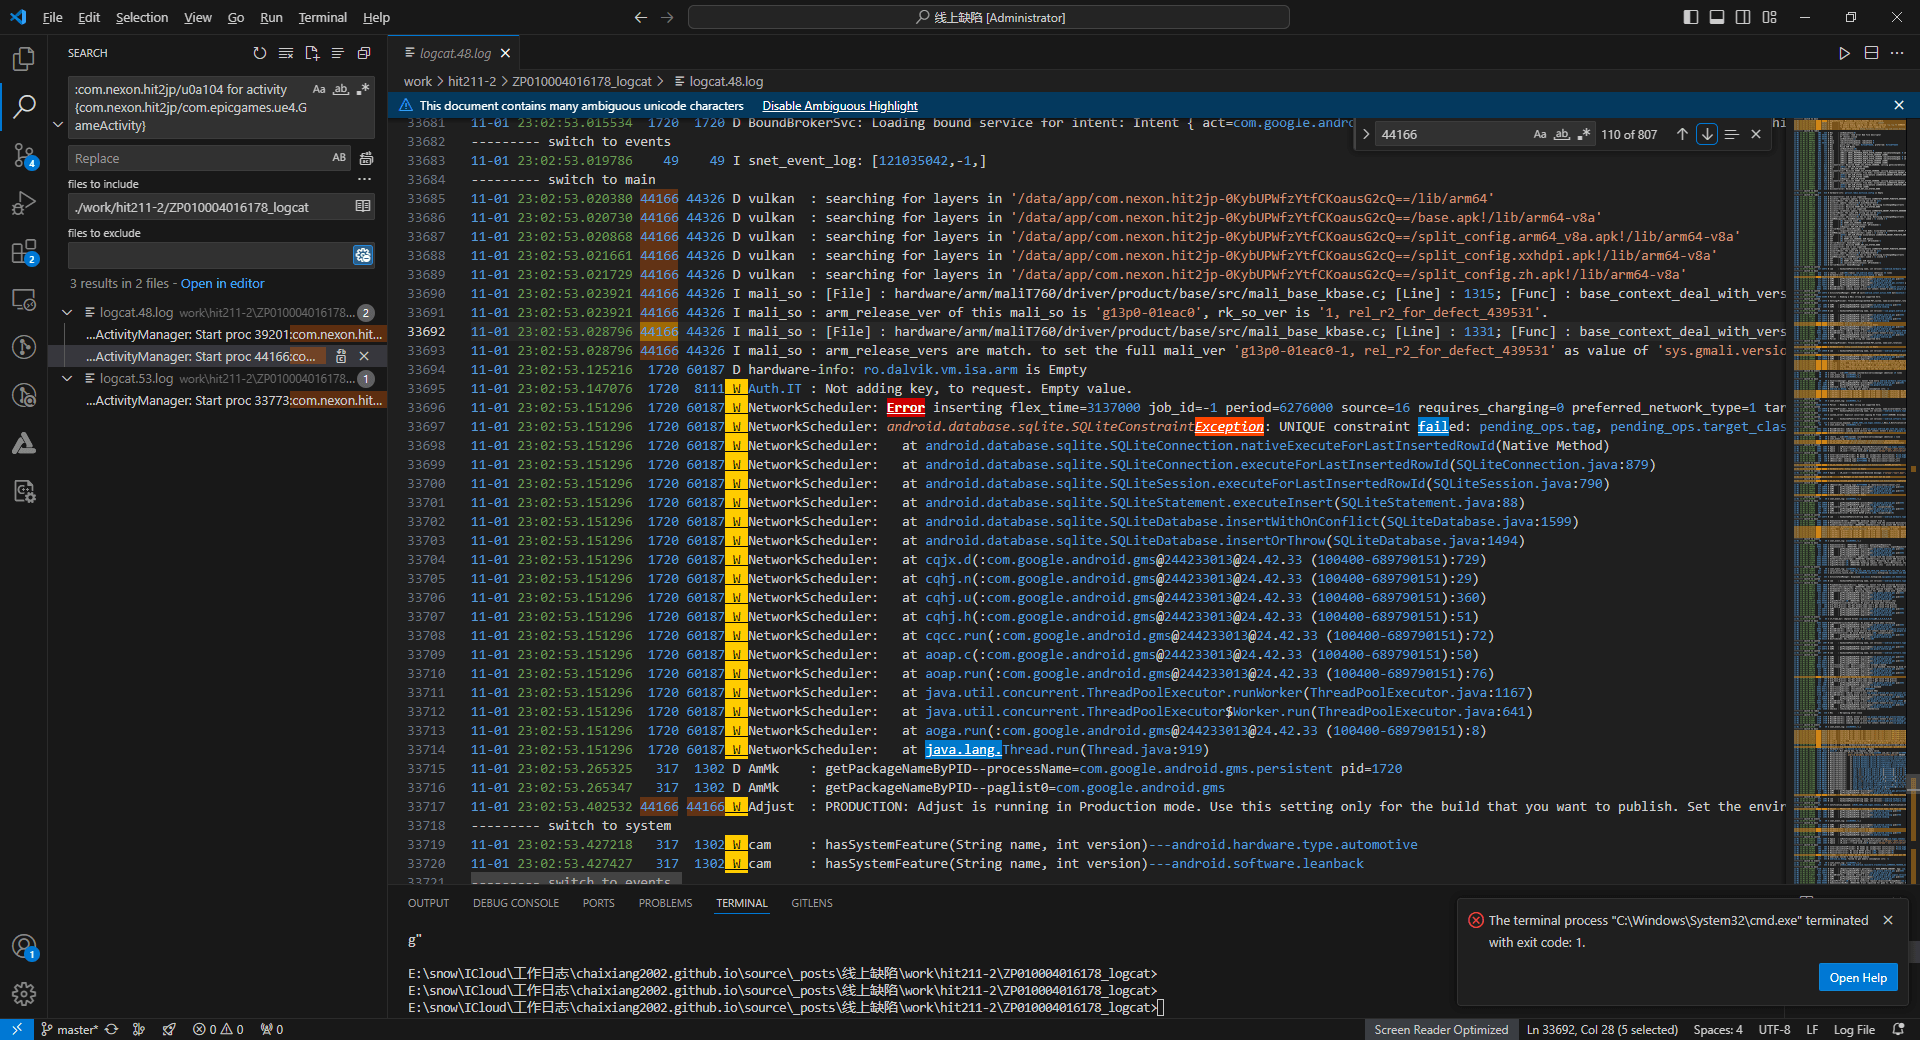 File Edit Selection View Go Run Terminal Help
线上缺陷 [Administrator]
SEARCH
:com.nexon.hit2jp/u0a104 for activity
{com.nexon.hit2jp/com.epicgames.ue4.G
ameActivity}
Aa ab .*
Replace
AB
files to include
./work/hit211-2/ZP010004016178_logcat
files to exclude
3 results in 2 files - Open in editor
logcat.48.log work\hit211-2\ZP010004016178... 2
...ActivityManager: Start proc 39201:com.nexon.hit...
...ActivityManager: Start proc 44166:co...
logcat.53.log work\hit211-2\ZP010004016178... 1
...ActivityManager: Start proc 33773:com.nexon.hit...
4
2
1
logcat.48.log
work > hit211-2 > ZP010004016178_logcat > logcat.48.log
This document contains many ambiguous unicode characters Disable Ambiguous Highlight
44166 Aa ab .* 110 of 807
33681 11-01 23:02:53.015534 1720 1720 D BoundBrokerSvc: Loading bound service for intent: Intent { act=com.google.andro
33682 --------- switch to events
33683 11-01 23:02:53.019786 49 49 I snet_event_log: [121035042,-1,]
33684 --------- switch to main
33685 11-01 23:02:53.020380 44166 44326 D vulkan : searching for layers in '/data/app/com.nexon.hit2jp-0KybUPWfzYtfCKoausG2cQ==/lib/arm64'
33686 11-01 23:02:53.020730 44166 44326 D vulkan : searching for layers in '/data/app/com.nexon.hit2jp-0KybUPWfzYtfCKoausG2cQ==/base.apk!/lib/arm64-v8a'
33687 11-01 23:02:53.020868 44166 44326 D vulkan : searching for layers in '/data/app/com.nexon.hit2jp-0KybUPWfzYtfCKoausG2cQ==/split_config.arm64_v8a.apk!/lib/arm64-v8a'
33688 11-01 23:02:53.021661 44166 44326 D vulkan : searching for layers in '/data/app/com.nexon.hit2jp-0KybUPWfzYtfCKoausG2cQ==/split_config.xxhdpi.apk!/lib/arm64-v8a'
33689 11-01 23:02:53.021729 44166 44326 D vulkan : searching for layers in '/data/app/com.nexon.hit2jp-0KybUPWfzYtfCKoausG2cQ==/split_config.zh.apk!/lib/arm64-v8a'
33690 11-01 23:02:53.023921 44166 44326 I mali_so : [File] : hardware/arm/maliT760/driver/product/base/src/mali_base_kbase.c; [Line] : 1315; [Func] : base_context_deal_with_vers
33691 11-01 23:02:53.023921 44166 44326 I mali_so : arm_release_ver of this mali_so is 'g13p0-01eac0', rk_so_ver is '1, rel_r2_for_defect_439531'.
33692 11-01 23:02:53.028796 44166 44326 I mali_so : [File] : hardware/arm/maliT760/driver/product/base/src/mali_base_kbase.c; [Line] : 1331; [Func] : base_context_deal_with_vers
33693 11-01 23:02:53.028796 44166 44326 I mali_so : arm_release_vers are match. to set the full mali_ver 'g13p0-01eac0-1, rel_r2_for_defect_439531' as value of 'sys.gmali.versio
33694 11-01 23:02:53.125216 1720 60187 D hardware-info: ro.dalvik.vm.isa.arm is Empty
33695 11-01 23:02:53.147076 1720 8111 W Auth.IT : Not adding key, to request. Empty value.
33696 11-01 23:02:53.151296 1720 60187 W NetworkScheduler: Error inserting flex_time=3137000 job_id=-1 period=6276000 source=16 requires_charging=0 preferred_network_type=1 tar
33697 11-01 23:02:53.151296 1720 60187 W NetworkScheduler: android.database.sqlite.SQLiteConstraintException: UNIQUE constraint failed: pending_ops.tag, pending_ops.target_clas
33698 11-01 23:02:53.151296 1720 60187 W NetworkScheduler: at android.database.sqlite.SQLiteConnection.nativeExecuteForLastInsertedRowId(Native Method)
33699 11-01 23:02:53.151296 1720 60187 W NetworkScheduler: at android.database.sqlite.SQLiteConnection.executeForLastInsertedRowId(SQLiteConnection.java:879)
33700 11-01 23:02:53.151296 1720 60187 W NetworkScheduler: at android.database.sqlite.SQLiteSession.executeForLastInsertedRowId(SQLiteSession.java:790)
33701 11-01 23:02:53.151296 1720 60187 W NetworkScheduler: at android.database.sqlite.SQLiteStatement.executeInsert(SQLiteStatement.java:88)
33702 11-01 23:02:53.151296 1720 60187 W NetworkScheduler: at android.database.sqlite.SQLiteDatabase.insertWithOnConflict(SQLiteDatabase.java:1599)
33703 11-01 23:02:53.151296 1720 60187 W NetworkScheduler: at android.database.sqlite.SQLiteDatabase.insertOrThrow(SQLiteDatabase.java:1494)
33704 11-01 23:02:53.151296 1720 60187 W NetworkScheduler: at cqjx.d(:com.google.android.gms@244233013@24.42.33 (100400-689790151):729)
33705 11-01 23:02:53.151296 1720 60187 W NetworkScheduler: at cqhj.n(:com.google.android.gms@244233013@24.42.33 (100400-689790151):29)
33706 11-01 23:02:53.151296 1720 60187 W NetworkScheduler: at cqhj.u(:com.google.android.gms@244233013@24.42.33 (100400-689790151):360)
33707 11-01 23:02:53.151296 1720 60187 W NetworkScheduler: at cqhj.h(:com.google.android.gms@244233013@24.42.33 (100400-689790151):51)
33708 11-01 23:02:53.151296 1720 60187 W NetworkScheduler: at cqcc.run(:com.google.android.gms@244233013@24.42.33 (100400-689790151):72)
33709 11-01 23:02:53.151296 1720 60187 W NetworkScheduler: at aoap.c(:com.google.android.gms@244233013@24.42.33 (100400-689790151):50)
33710 11-01 23:02:53.151296 1720 60187 W NetworkScheduler: at aoap.run(:com.google.android.gms@244233013@24.42.33 (100400-689790151):76)
33711 11-01 23:02:53.151296 1720 60187 W NetworkScheduler: at java.util.concurrent.ThreadPoolExecutor.runWorker(ThreadPoolExecutor.java:1167)
33712 11-01 23:02:53.151296 1720 60187 W NetworkScheduler: at java.util.concurrent.ThreadPoolExecutor$Worker.run(ThreadPoolExecutor.java:641)
33713 11-01 23:02:53.151296 1720 60187 W NetworkScheduler: at aoga.run(:com.google.android.gms@244233013@24.42.33 (100400-689790151):8)
33714 11-01 23:02:53.151296 1720 60187 W NetworkScheduler: at java.lang.Thread.run(Thread.java:919)
33715 11-01 23:02:53.265325 317 1302 D AmMk : getPackageNameByPID--processName=com.google.android.gms.persistent pid=1720
33716 11-01 23:02:53.265347 317 1302 D AmMk : getPackageNameByPID--paglist0=com.google.android.gms
33717 11-01 23:02:53.402532 44166 44166 W Adjust : PRODUCTION: Adjust is running in Production mode. Use this setting only for the build that you want to publish. Set the envir
33718 --------- switch to system
33719 11-01 23:02:53.427218 317 1302 W cam : hasSystemFeature(String name, int version)---android.hardware.type.automotive
33720 11-01 23:02:53.427427 317 1302 W cam : hasSystemFeature(String name, int version)---android.software.leanback
33721 --------- switch to events
OUTPUT DEBUG CONSOLE PORTS PROBLEMS TERMINAL GITLENS
g"
E:\snow\ICloud\工作日志\chaixiang2002.github.io\source\_posts\线上缺陷\work\hit211-2\ZP010004016178_logcat>
E:\snow\ICloud\工作日志\chaixiang2002.github.io\source\_posts\线上缺陷\work\hit211-2\ZP010004016178_logcat>
E:\snow\ICloud\工作日志\chaixiang2002.github.io\source\_posts\线上缺陷\work\hit211-2\ZP010004016178_logcat>
The terminal process "C:\Windows\System32\cmd.exe" terminated
with exit code: 1.
Open Help
master* 0 0 0
Screen Reader Optimized Ln 33692, Col 28 (5 selected) Spaces: 4 UTF-8 LF Log File